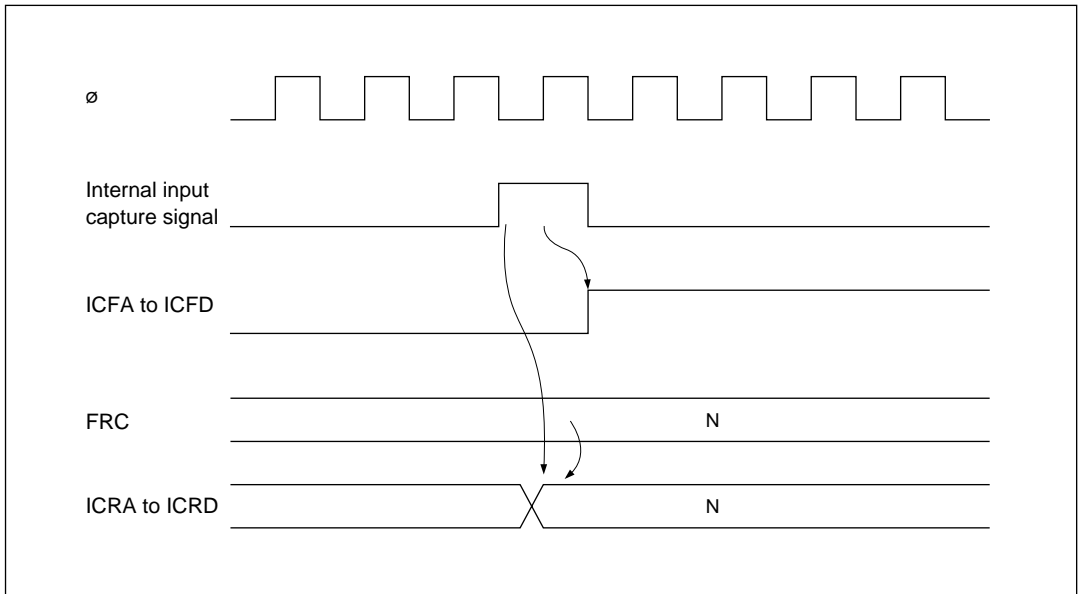 ø
Internal input
capture signal
ICFA to ICFD
FRC
N
ICRA to ICRD
N